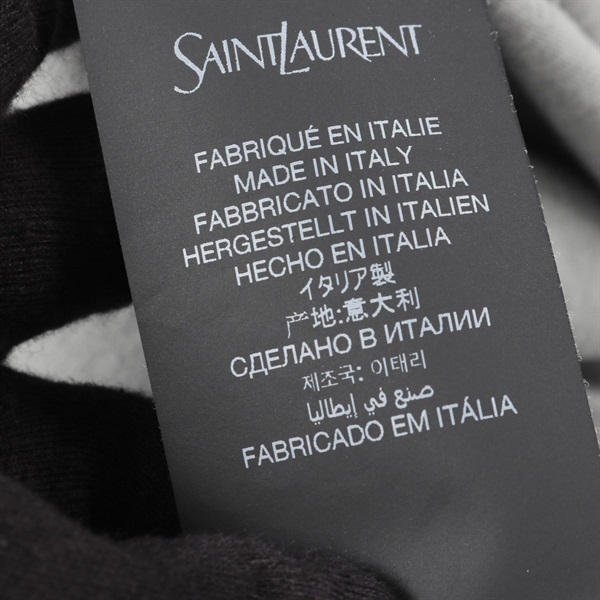 SAINT LAURENT
FABRIQUÉ EN ITALIE
MADE IN ITALY
FABBRICATO IN ITALIA
HERGESTELLT IN ITALIEN
HECHO EN ITALIA
イタリア製
产地:意大利
СДЕЛАНО В ИТАЛИИ
제조국: 이태리
صنع في إيطاليا
FABRICADO EM ITÁLIA